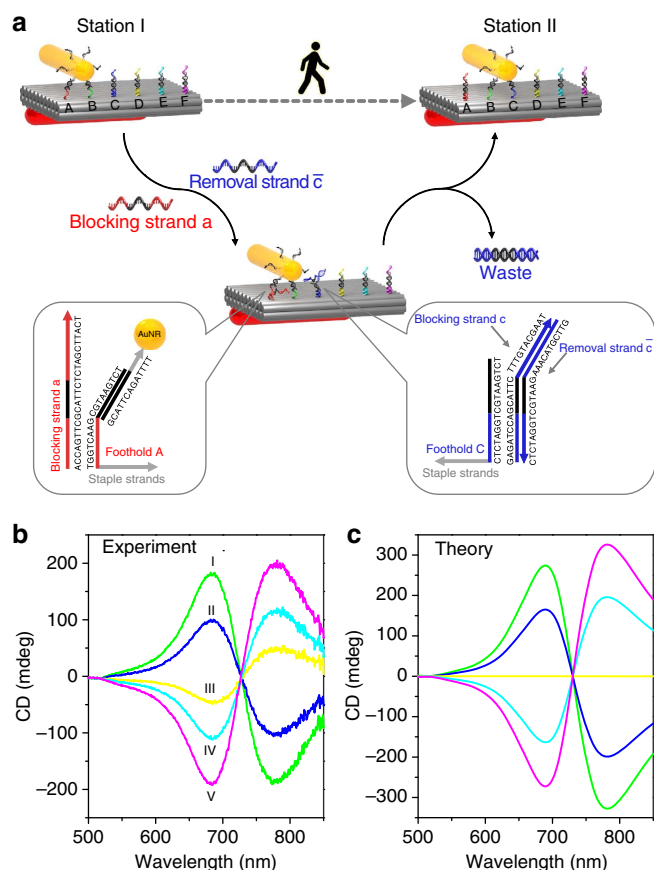 a
Station I
Station II
A B C D E F
A B C D E F
Removal strand c̅
Blocking strand a
Waste
Blocking strand a
ACCAGTTCGCATTCTCTAGCTTACT
TGGTCAAGCGTAAGTCT
GCATTCAGATTTT
AuNR
Foothold A
Staple strands
Blocking strand c
Removal strand c̅
TTTGTACGAAT
Foothold C
CTCTAGGTCGTAAGTCT
GAGATCCAGCATTC
CTCTAGGTCGTAAGAAACATGCTTG
Staple strands
b
Experiment
I
II
III
IV
V
200
100
0
–100
–200
CD (mdeg)
500 600 700 800
Wavelength (nm)
c
Theory
300
200
100
0
–100
–200
–300
CD (mdeg)
500 600 700 800
Wavelength (nm)